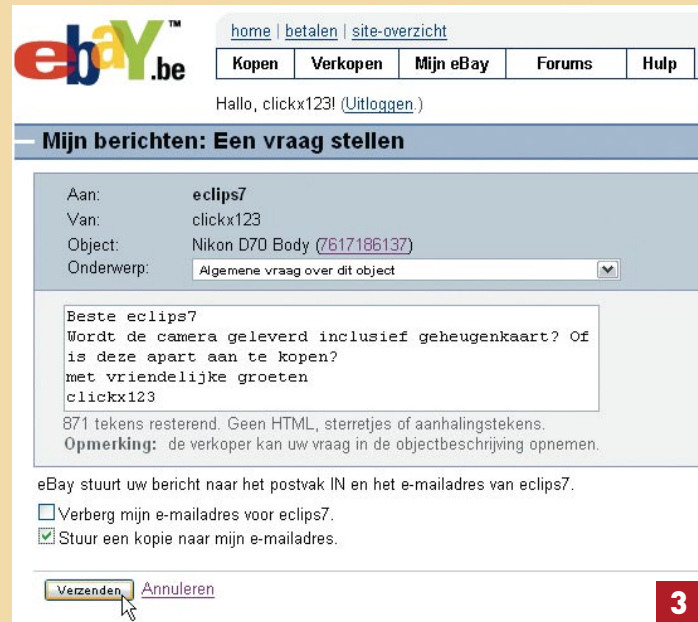 ebaY™.be
home | betalen | site-overzicht
Kopen Verkopen Mijn eBay Forums Hulp
Hallo, clickx123! (Uitloggen.)
Mijn berichten: Een vraag stellen
Aan: eclips7
Van: clickx123
Object: Nikon D70 Body (7617186137)
Onderwerp: Algemene vraag over dit object
Beste eclips7
Wordt de camera geleverd inclusief geheugenkaart? Of
is deze apart aan te kopen?
met vriendelijke groeten
clickx123
871 tekens resterend. Geen HTML, sterretjes of aanhalingstekens.
Opmerking: de verkoper kan uw vraag in de objectbeschrijving opnemen.
eBay stuurt uw bericht naar het postvak IN en het e-mailadres van eclips7.
Verberg mijn e-mailadres voor eclips7.
Stuur een kopie naar mijn e-mailadres.
Verzenden Annuleren
3